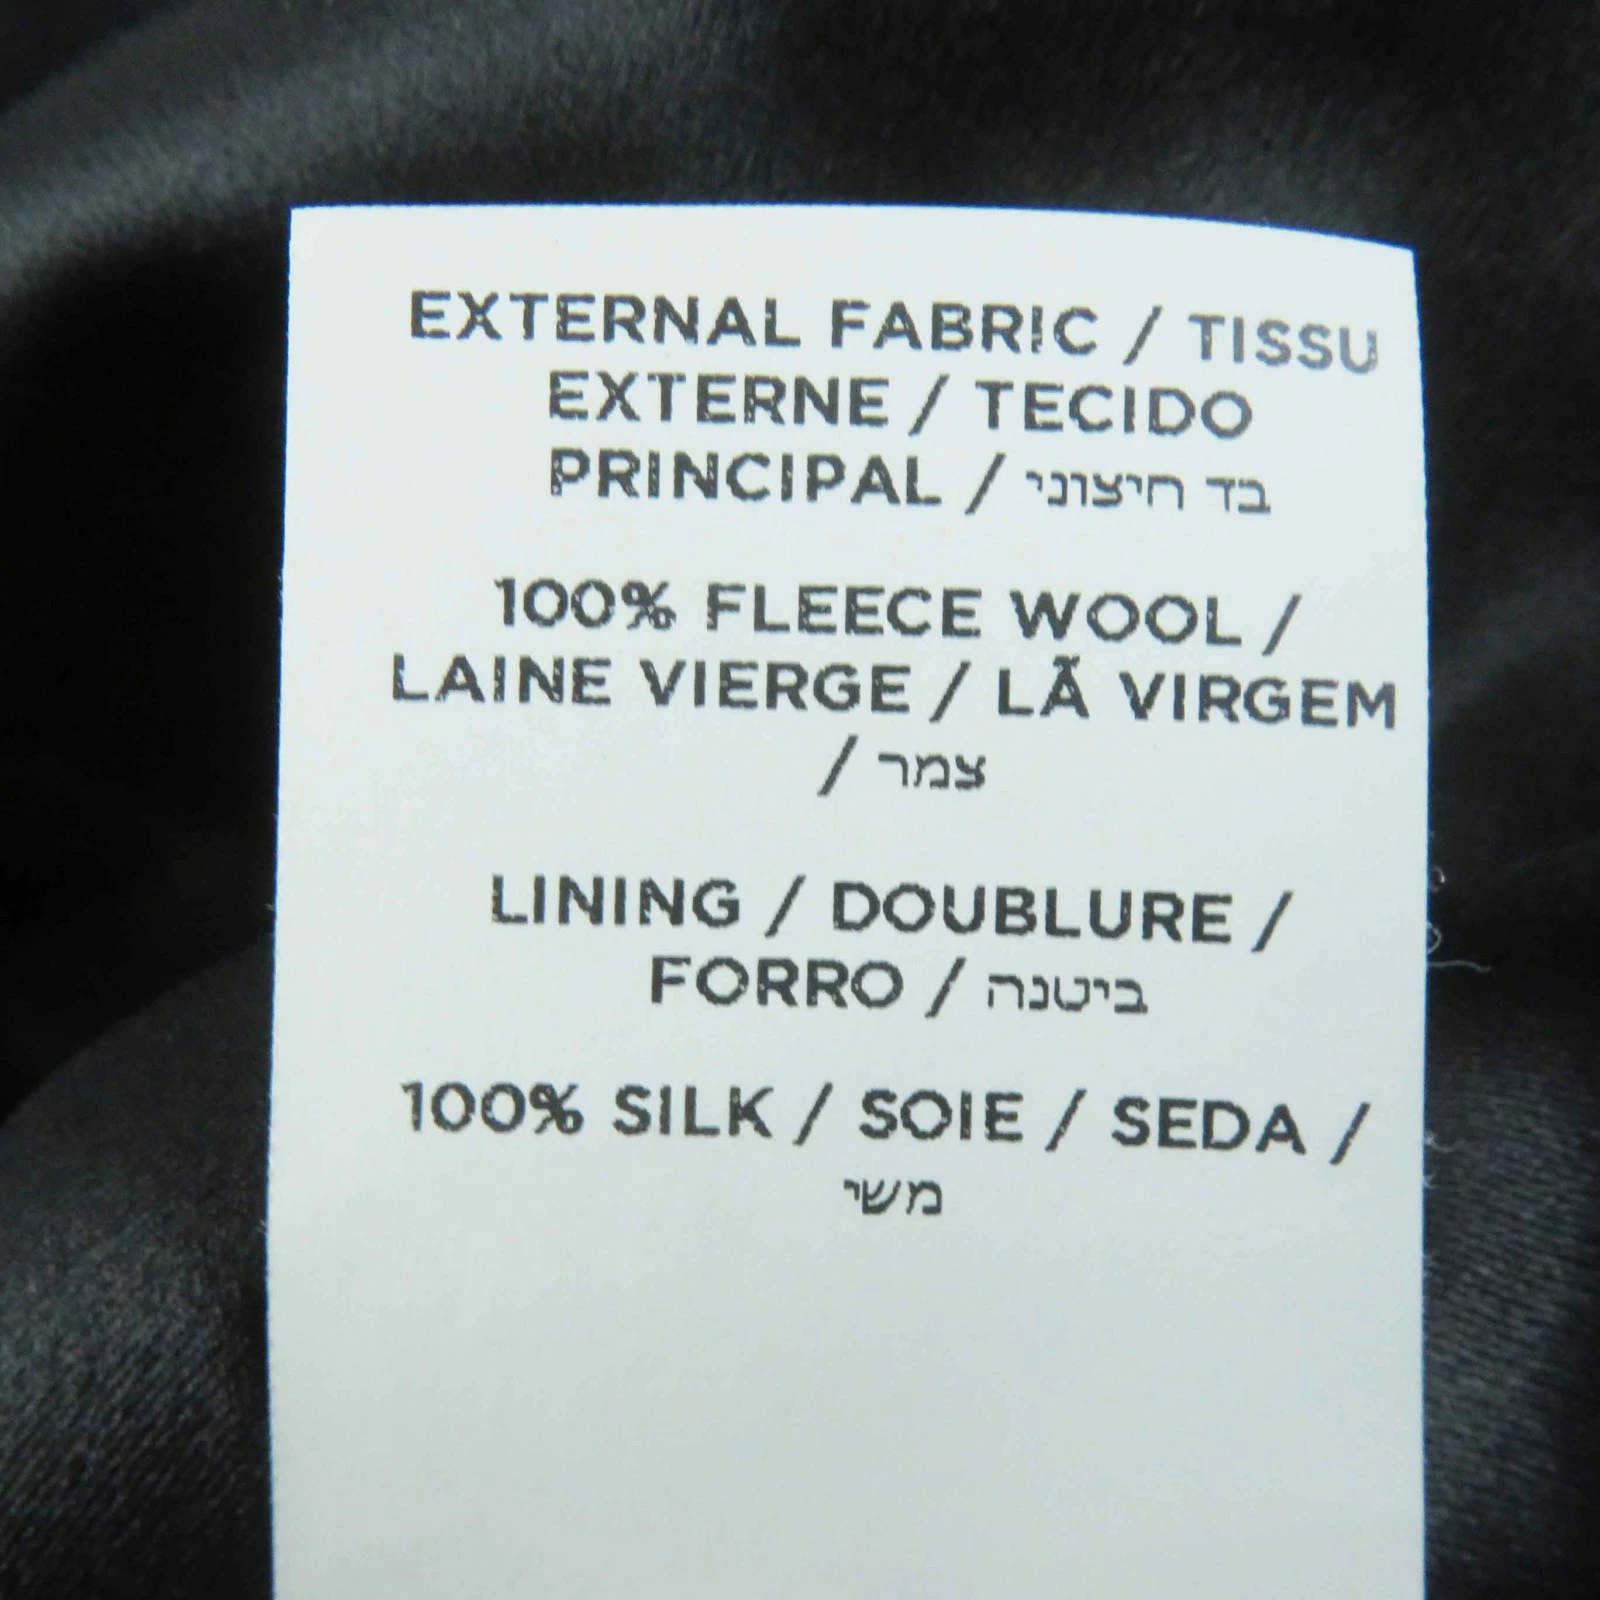 EXTERNAL FABRIC / TISSU
EXTERNE / TECIDO
PRINCIPAL / בד חיצוני
100% FLEECE WOOL /
LAINE VIERGE / LÃ VIRGEM
/ צמר
LINING / DOUBLURE /
FORRO / ביטנה
100% SILK / SOIE / SEDA /
משי